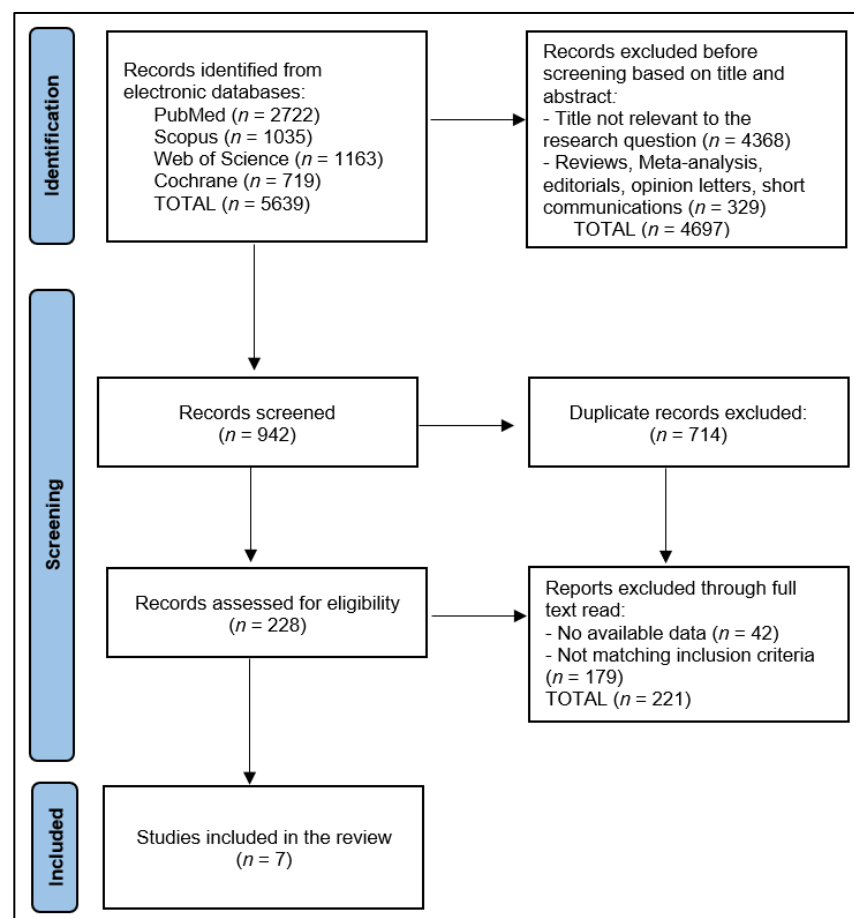 Identification
Records identified from
electronic databases:
PubMed (n = 2722)
Scopus (n = 1035)
Web of Science (n = 1163)
Cochrane (n = 719)
TOTAL (n = 5639)
Records excluded before
screening based on title and
abstract:
- Title not relevant to the
research question (n = 4368)
- Reviews, Meta-analysis,
editorials, opinion letters, short
communications (n = 329)
TOTAL (n = 4697)
Screening
Records screened
(n = 942)
Duplicate records excluded:
(n = 714)
Records assessed for eligibility
(n = 228)
Reports excluded through full
text read:
- No available data (n = 42)
- Not matching inclusion criteria
(n = 179)
TOTAL (n = 221)
Included
Studies included in the review
(n = 7)